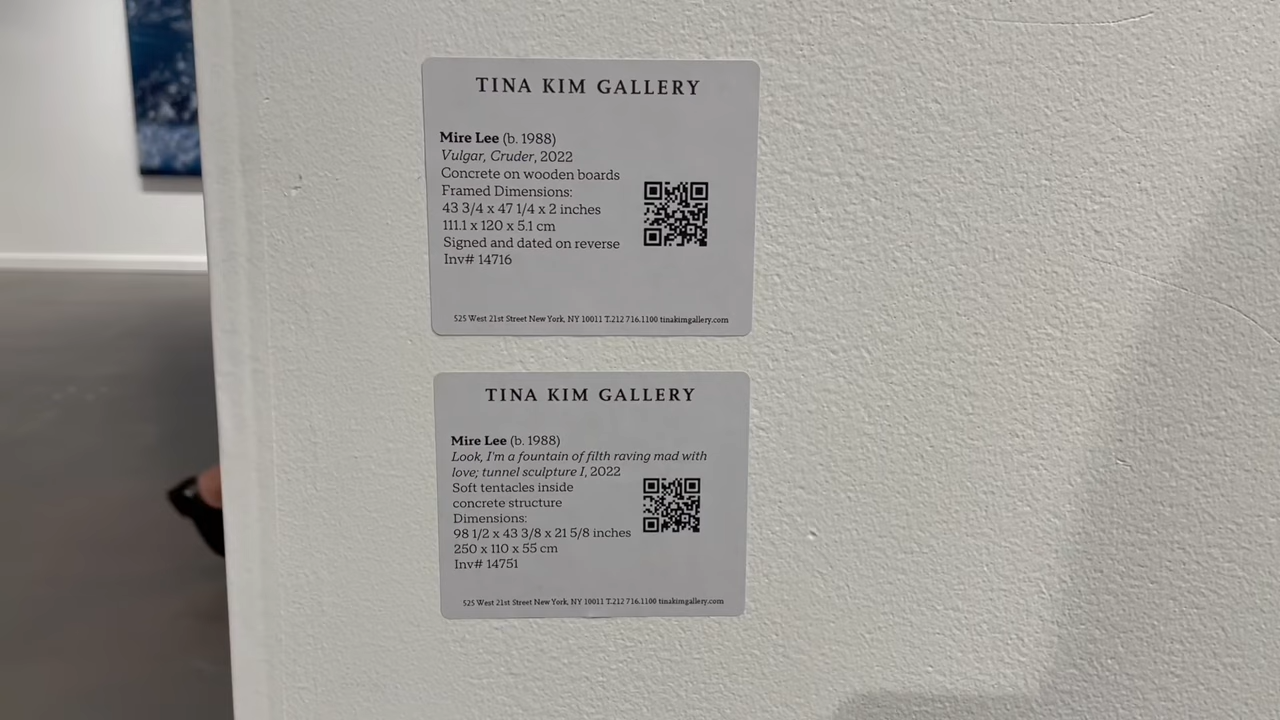 TINA KIM GALLERY
Mire Lee (b. 1988)
Vulgar, Cruder, 2022
Concrete on wooden boards
Framed Dimensions:
43 3/4 x 47 1/4 x 2 inches
111.1 x 120 x 5.1 cm
Signed and dated on reverse
Inv# 14716
525 West 21st Street New York, NY 10011 T.212 716.1100 tinakimgallery.com
TINA KIM GALLERY
Mire Lee (b. 1988)
Look, I'm a fountain of filth raving mad with
love; tunnel sculpture I, 2022
Soft tentacles inside
concrete structure
Dimensions:
98 1/2 x 43 3/8 x 21 5/8 inches
250 x 110 x 55 cm
Inv# 14751
525 West 21st Street New York, NY 10011 T.212 716.1100 tinakimgallery.com